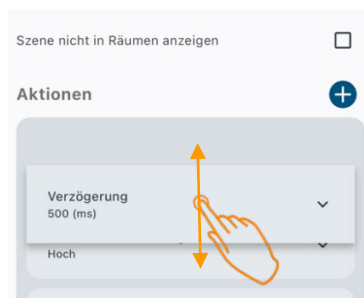 Szene nicht in Räumen anzeigen
Aktionen
Verzögerung
500 (ms)
Hoch